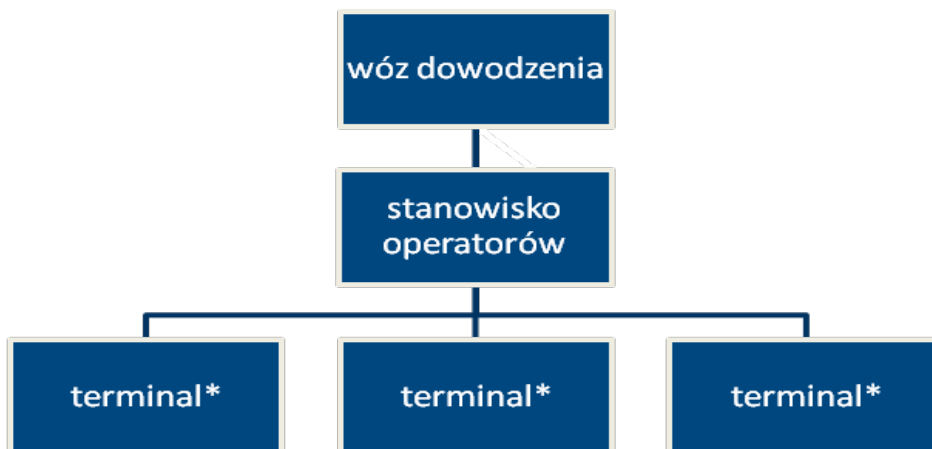 wóz dowodzenia
stanowisko
operatorów
terminal*
terminal*
terminal*